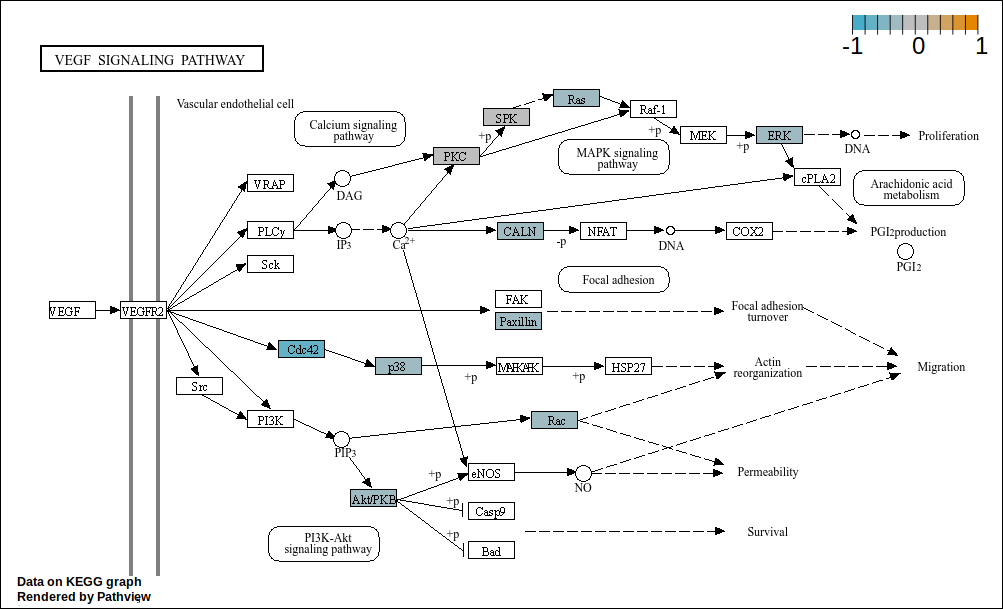 -1 0 1
VEGF SIGNALING PATHWAY
Vascular endothelial cell
Calcium signaling
pathway
SPK
Ras
Raf-1
+p
+p
MEK
+p
ERK
DNA
Proliferation
PKC
MAPK signaling
pathway
cPLA2
Arachidonic acid
metabolism
VRAP
DAG
PLCγ
IP3
Ca2+
CALN
-p
NFAT
DNA
COX2
PGI2production
PGI2
Sck
Focal adhesion
VEGF
VEGFR2
FAK
Paxillin
Focal adhesion
turnover
Cdc42
p38
+p
MAPKAPK
+p
HSP27
Actin
reorganization
Migration
Src
PI3K
Rac
PIP3
+p
eNOS
NO
Permeability
Akt/PKB
+p
Casp9
+p
Bad
Survival
PI3K-Akt
signaling pathway
Data on KEGG graph
Rendered by Pathview